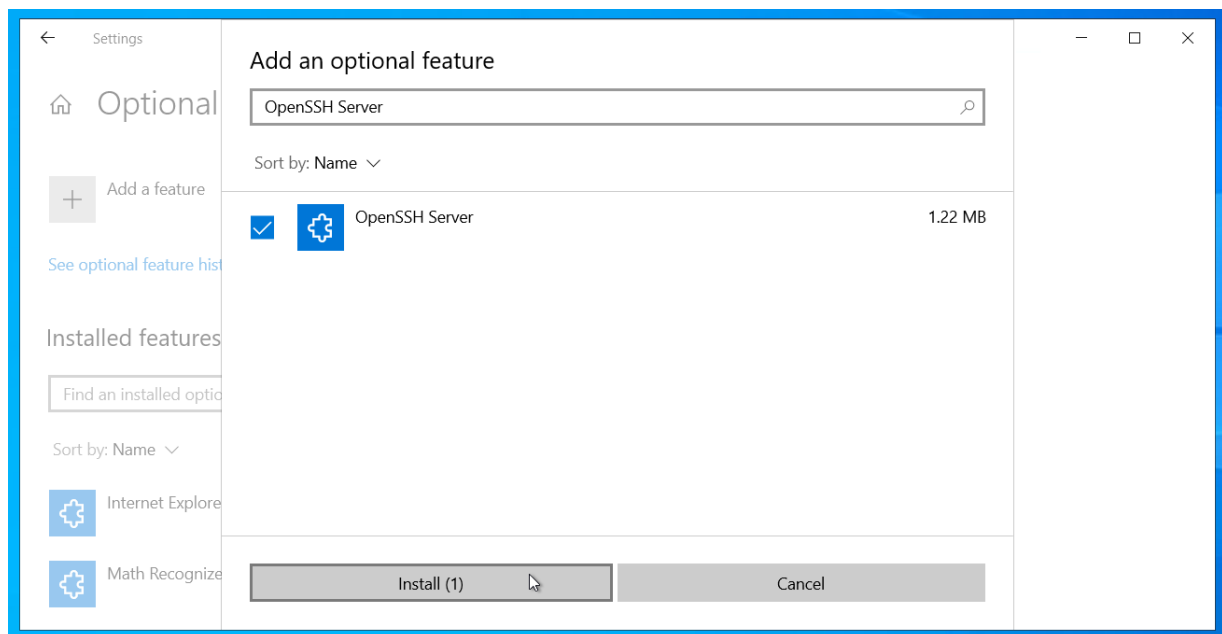 Settings
Optional
Add a feature
See optional feature hist
Installed features
Find an installed optio
Sort by: Name
Internet Explore
Math Recognize
Add an optional feature
OpenSSH Server
Sort by: Name
OpenSSH Server 1.22 MB
Install (1) Cancel